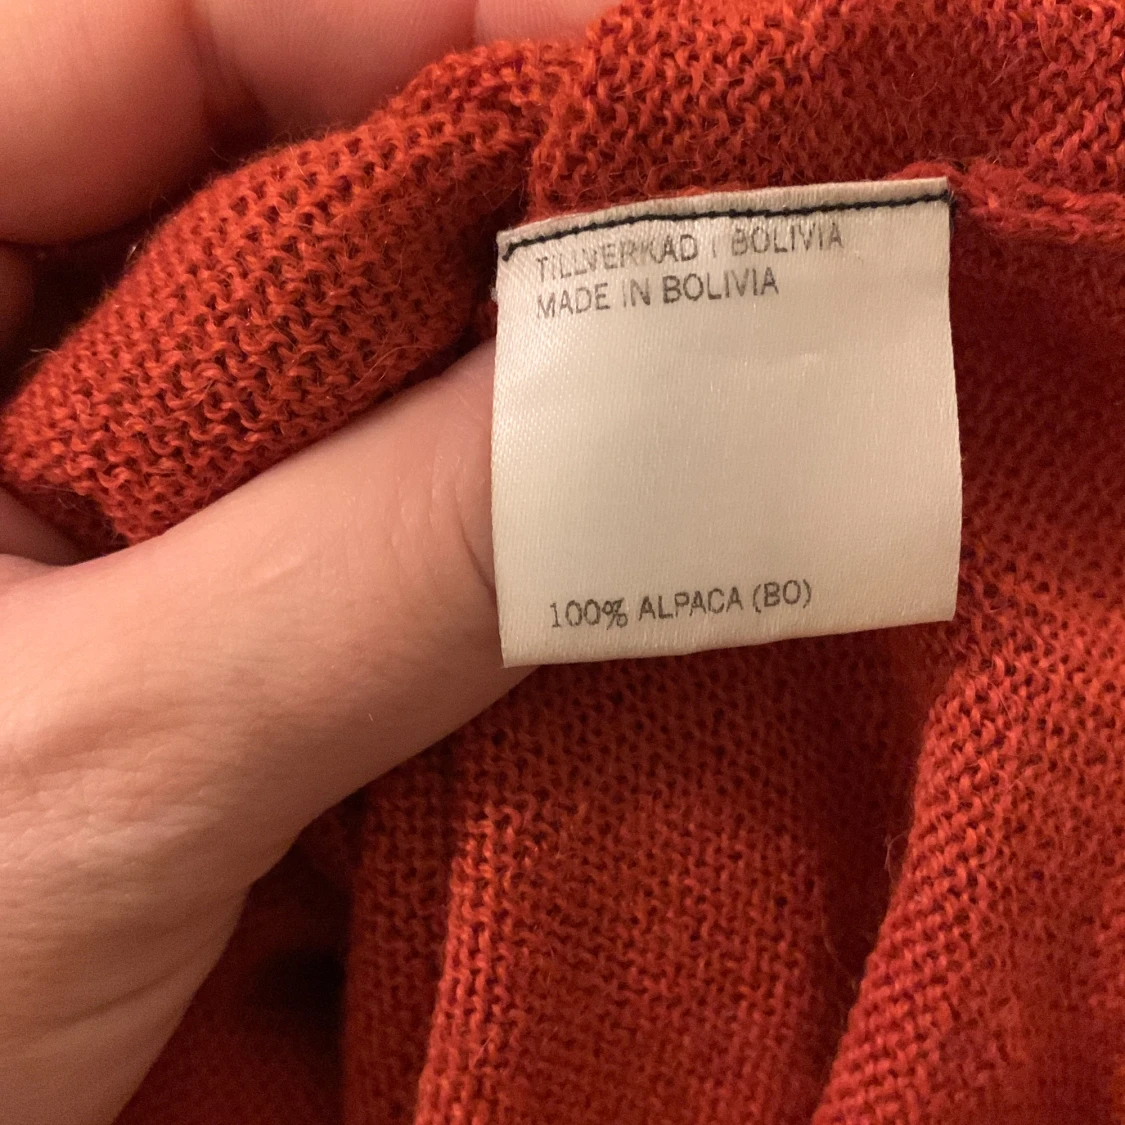 TILLVERKAD I BOLIVIA
MADE IN BOLIVIA
100% ALPACA (BO)